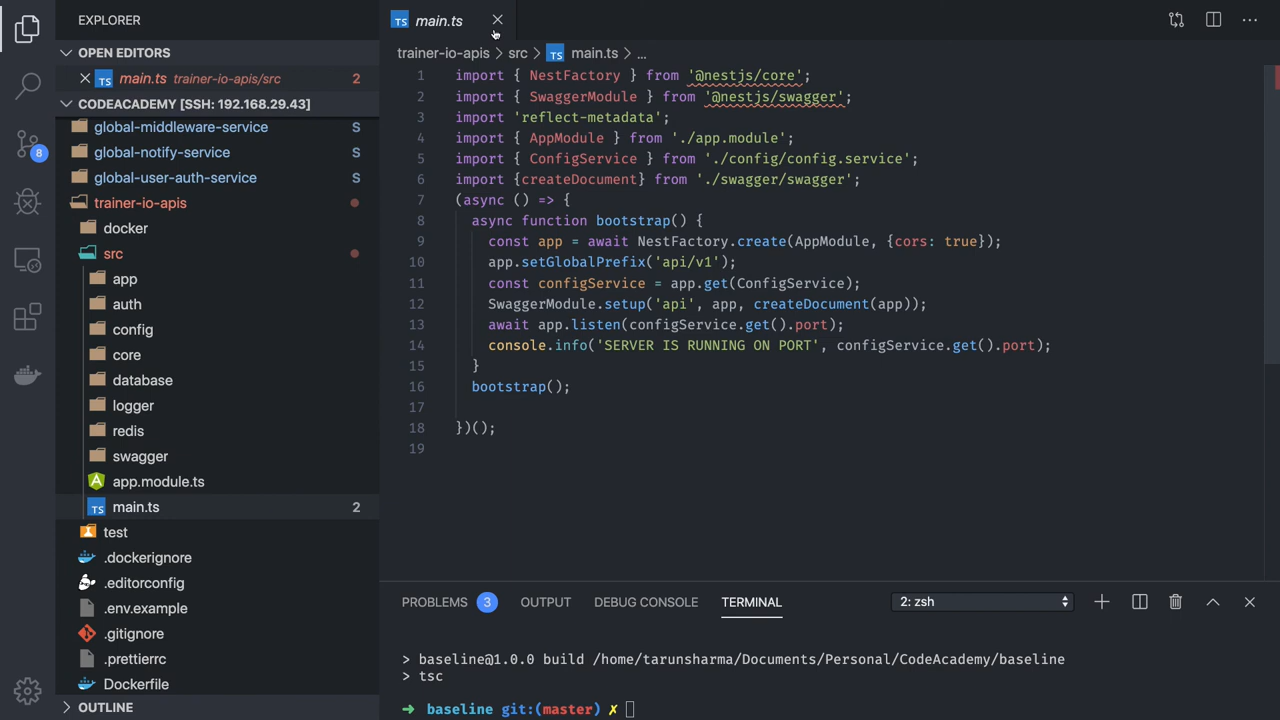 EXPLORER
OPEN EDITORS
TS main.ts trainer-io-apis/src 2
CODEACADEMY [SSH: 192.168.29.43]
global-middleware-service S
global-notify-service S
global-user-auth-service S
trainer-io-apis
docker
src
app
auth
config
core
database
logger
redis
swagger
A app.module.ts
TS main.ts 2
test
.dockerignore
.editorconfig
.env.example
.gitignore
.prettierrc
Dockerfile
OUTLINE
8
TS main.ts
trainer-io-apis > src > TS main.ts > ...
1 import { NestFactory } from '@nestjs/core';
2 import { SwaggerModule } from '@nestjs/swagger';
3 import 'reflect-metadata';
4 import { AppModule } from './app.module';
5 import { ConfigService } from './config/config.service';
6 import {createDocument} from './swagger/swagger';
7 (async () => {
8 async function bootstrap() {
9 const app = await NestFactory.create(AppModule, {cors: true});
10 app.setGlobalPrefix('api/v1');
11 const configService = app.get(ConfigService);
12 SwaggerModule.setup('api', app, createDocument(app));
13 await app.listen(configService.get().port);
14 console.info('SERVER IS RUNNING ON PORT', configService.get().port);
15 }
16 bootstrap();
17
18 })();
19
PROBLEMS 3 OUTPUT DEBUG CONSOLE TERMINAL 2: zsh
> baseline@1.0.0 build /home/tarunsharma/Documents/Personal/CodeAcademy/baseline
> tsc
➜ baseline git:(master) ✗